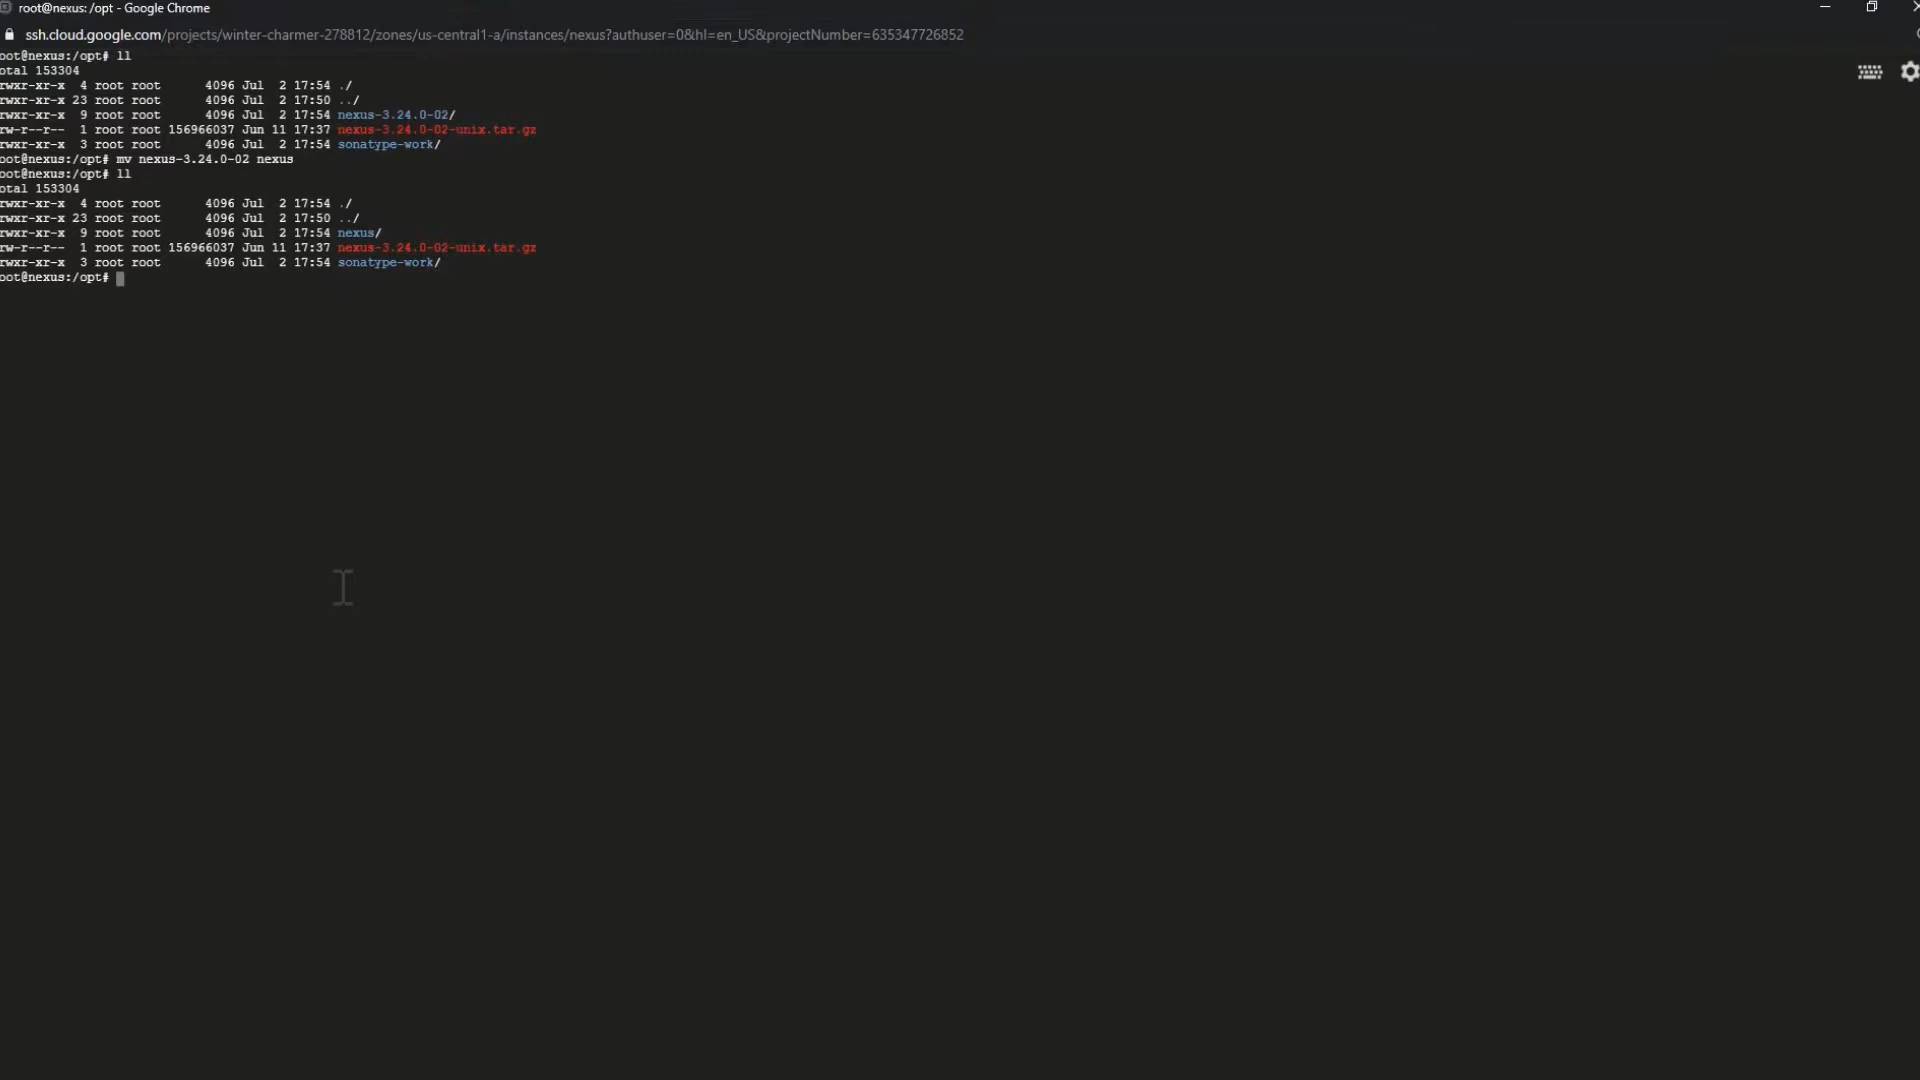 root@nexus: /opt - Google Chrome
ssh.cloud.google.com/projects/winter-charmer-278812/zones/us-central1-a/instances/nexus?authuser=0&hl=en_US&projectNumber=635347726852
oot@nexus:/opt# ll
otal 153304
rwxr-xr-x 4 root root 4096 Jul 2 17:54 ./
rwxr-xr-x 23 root root 4096 Jul 2 17:50 ../
rwxr-xr-x 9 root root 4096 Jul 2 17:54 nexus-3.24.0-02/
rw-r--r-- 1 root root 156966037 Jun 11 17:37 nexus-3.24.0-02-unix.tar.gz
rwxr-xr-x 3 root root 4096 Jul 2 17:54 sonatype-work/
oot@nexus:/opt# mv nexus-3.24.0-02 nexus
oot@nexus:/opt# ll
otal 153304
rwxr-xr-x 4 root root 4096 Jul 2 17:54 ./
rwxr-xr-x 23 root root 4096 Jul 2 17:50 ../
rwxr-xr-x 9 root root 4096 Jul 2 17:54 nexus/
rw-r--r-- 1 root root 156966037 Jun 11 17:37 nexus-3.24.0-02-unix.tar.gz
rwxr-xr-x 3 root root 4096 Jul 2 17:54 sonatype-work/
oot@nexus:/opt#